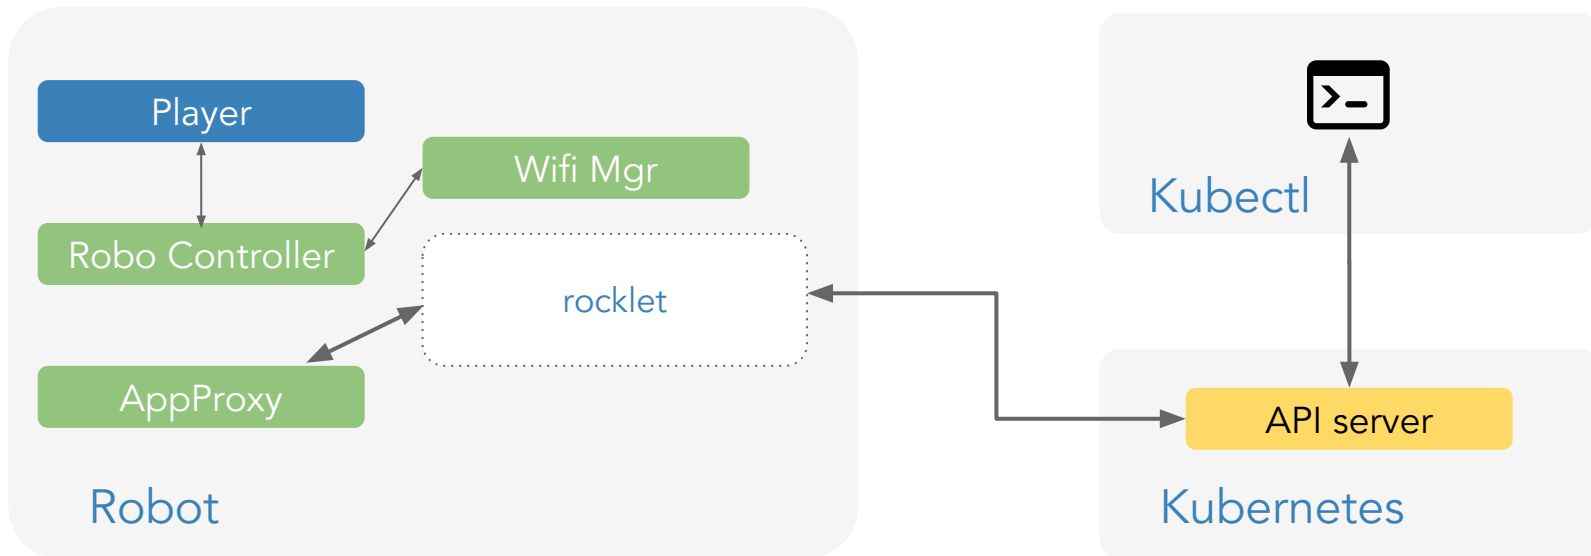 Player
Wifi Mgr
Robo Controller
rocklet
AppProxy
Robot
>_
Kubectl
API server
Kubernetes